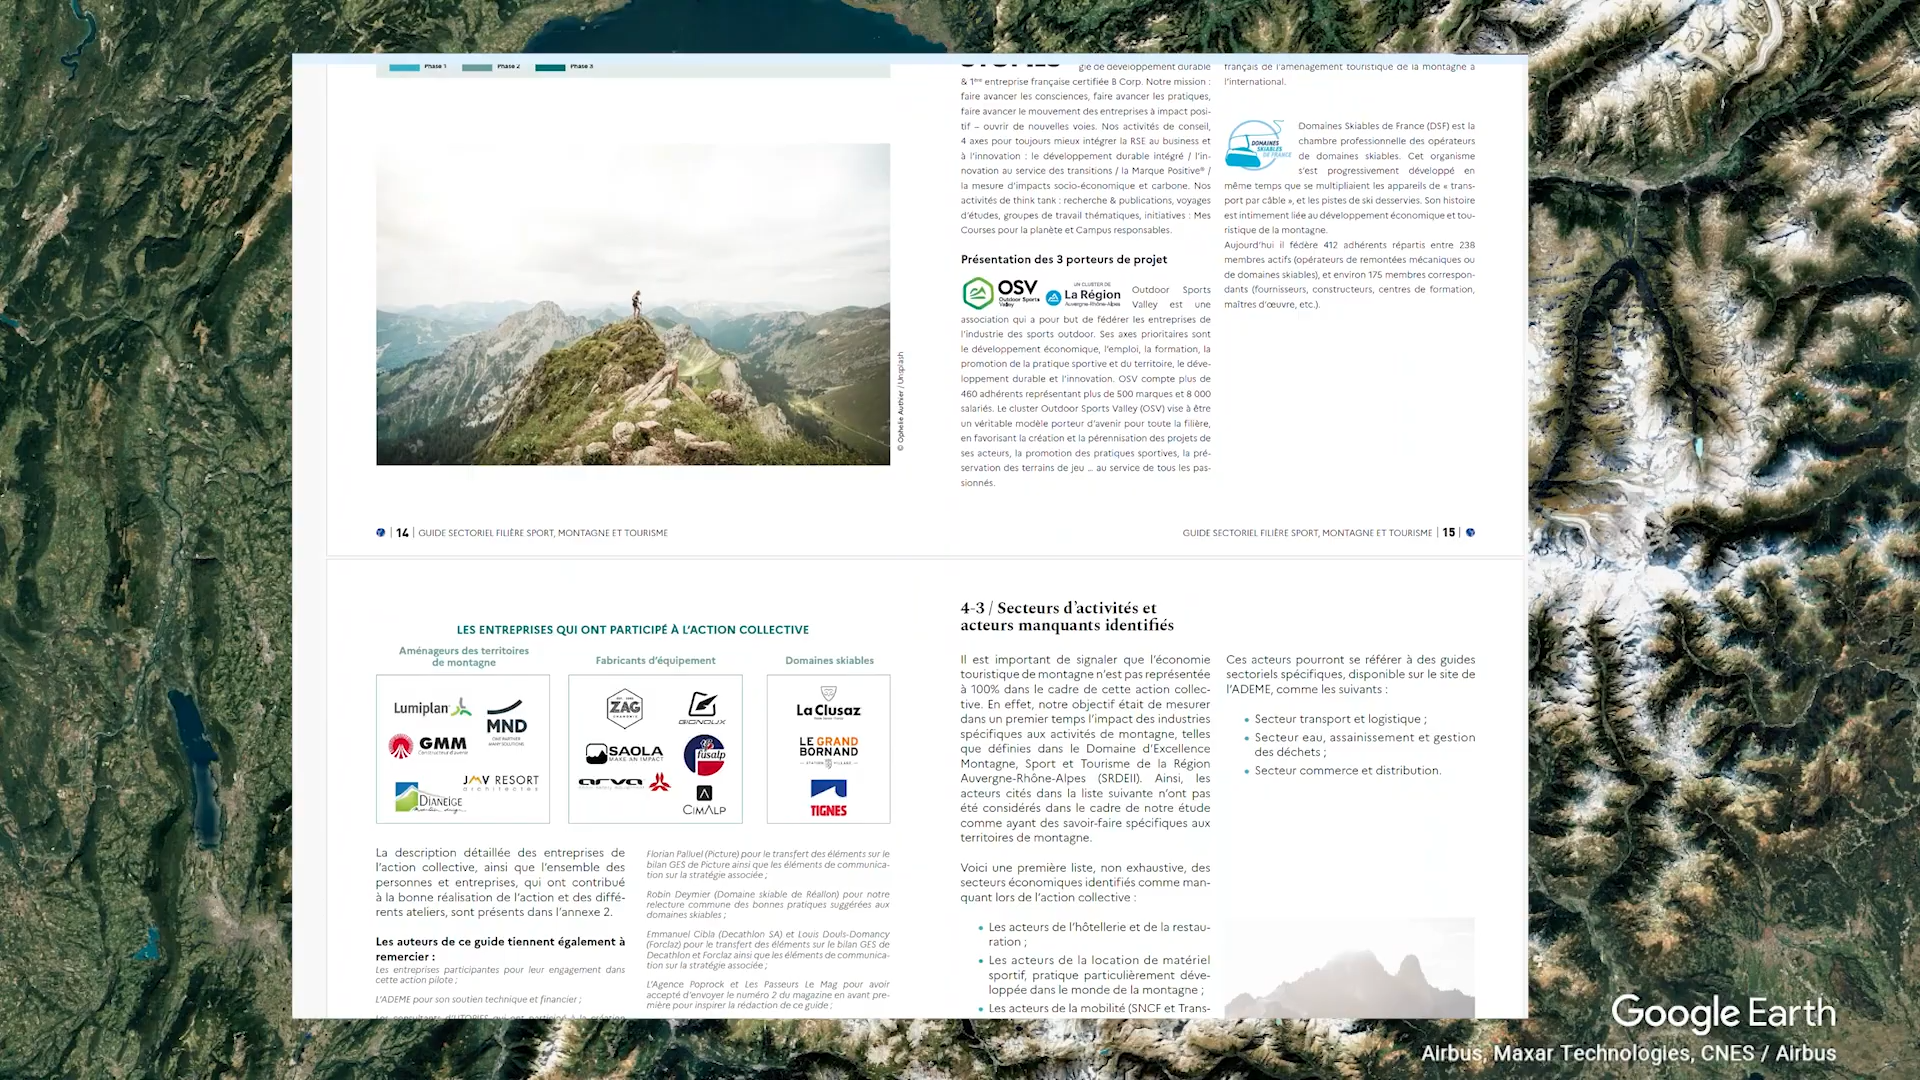 Phase 1 Phase 2 Phase 3
© Ophelie Authier / Unsplash
14 | GUIDE SECTORIEL FILIÈRE SPORT, MONTAGNE ET TOURISME
gie de développement durable
& 1ère entreprise française certifiée B Corp. Notre mission :
faire avancer les consciences, faire avancer les pratiques,
faire avancer le mouvement des entreprises à impact posi-
tif – ouvrir de nouvelles voies. Nos activités de conseil,
4 axes pour toujours mieux intégrer la RSE au business et
à l'innovation : le développement durable intégré / l'in-
novation au service des transitions / la Marque Positive® /
la mesure d'impacts socio-économique et carbone. Nos
activités de think tank : recherche & publications, voyages
d'études, groupes de travail thématiques, initiatives : Mes
Courses pour la planète et Campus responsables.
Présentation des 3 porteurs de projet
OSV
Outdoor Sports
Valley
UN CLUSTER DE
La Région
Auvergne-Rhône-Alpes
Outdoor Sports
Valley est une
association qui a pour but de fédérer les entreprises de
l'industrie des sports outdoor. Ses axes prioritaires sont
le développement économique, l'emploi, la formation, la
promotion de la pratique sportive et du territoire, le déve-
loppement durable et l'innovation. OSV compte plus de
460 adhérents représentant plus de 500 marques et 8 000
salariés. Le cluster Outdoor Sports Valley (OSV) vise à être
un véritable modèle porteur d'avenir pour toute la filière,
en favorisant la création et la pérennisation des projets de
ses acteurs, la promotion des pratiques sportives, la pré-
servation des terrains de jeu ... au service de tous les pas-
sionnés.
français de l'aménagement touristique de la montagne à
l'international.
DOMAINES
SKIABLES
DE FRANCE
Domaines Skiables de France (DSF) est la
chambre professionnelle des opérateurs
de domaines skiables. Cet organisme
s'est progressivement développé en
même temps que se multipliaient les appareils de « trans-
port par câble », et les pistes de ski desservies. Son histoire
est intimement liée au développement économique et tou-
ristique de la montagne.
Aujourd'hui il fédère 412 adhérents répartis entre 238
membres actifs (opérateurs de remontées mécaniques ou
de domaines skiables), et environ 175 membres correspon-
dants (fournisseurs, constructeurs, centres de formation,
maîtres d'œuvre, etc.).
GUIDE SECTORIEL FILIÈRE SPORT, MONTAGNE ET TOURISME | 15
LES ENTREPRISES QUI ONT PARTICIPÉ À L'ACTION COLLECTIVE
Aménageurs des territoires
de montagne
Lumiplan
MND
GMM
JMV RESORT
architectes
DIANEIGE
Fabricants d'équipement
ZAG
GIGNOUX
SAOLA
MAKE AN IMPACT
fusalp
arva
CIMALP
Domaines skiables
La Clusaz
LE GRAND
BORNAND
TIGNES
La description détaillée des entreprises de
l'action collective, ainsi que l'ensemble des
personnes et entreprises, qui ont contribué
à la bonne réalisation de l'action et des diffé-
rents ateliers, sont présents dans l'annexe 2.
Les auteurs de ce guide tiennent également à
remercier :
Les entreprises participantes pour leur engagement dans
cette action pilote ;
L'ADEME pour son soutien technique et financier ;
Les consultants d'UTOPIES qui ont participé à la création
Florian Palluel (Picture) pour le transfert des éléments sur le
bilan GES de Picture ainsi que les éléments de communica-
tion sur la stratégie associée ;
Robin Deymier (Domaine skiable de Réallon) pour notre
relecture commune des bonnes pratiques suggérées aux
domaines skiables ;
Emmanuel Cibla (Decathlon SA) et Louis Douls-Domancy
(Forclaz) pour le transfert des éléments sur le bilan GES de
Decathlon et Forclaz ainsi que les éléments de communica-
tion sur la stratégie associée ;
L'Agence Poprock et Les Passeurs Le Mag pour avoir
accepté d'envoyer le numéro 2 du magazine en avant pre-
mière pour inspirer la rédaction de ce guide ;
4-3 / Secteurs d'activités et
acteurs manquants identifiés
Il est important de signaler que l'économie
touristique de montagne n'est pas représentée
à 100% dans le cadre de cette action collec-
tive. En effet, notre objectif était de mesurer
dans un premier temps l'impact des industries
spécifiques aux activités de montagne, telles
que définies dans le Domaine d'Excellence
Montagne, Sport et Tourisme de la Région
Auvergne-Rhône-Alpes (SRDEII). Ainsi, les
acteurs cités dans la liste suivante n'ont pas
été considérés dans le cadre de notre étude
comme ayant des savoir-faire spécifiques aux
territoires de montagne.
Voici une première liste, non exhaustive, des
secteurs économiques identifiés comme man-
quant lors de l'action collective :
• Les acteurs de l'hôtellerie et de la restau-
ration ;
• Les acteurs de la location de matériel
sportif, pratique particulièrement déve-
loppée dans le monde de la montagne ;
• Les acteurs de la mobilité (SNCF et Trans-
Ces acteurs pourront se référer à des guides
sectoriels spécifiques, disponible sur le site de
l'ADEME, comme les suivants :
• Secteur transport et logistique ;
• Secteur eau, assainissement et gestion
des déchets ;
• Secteur commerce et distribution.
Google Earth
Airbus, Maxar Technologies, CNES / Airbus